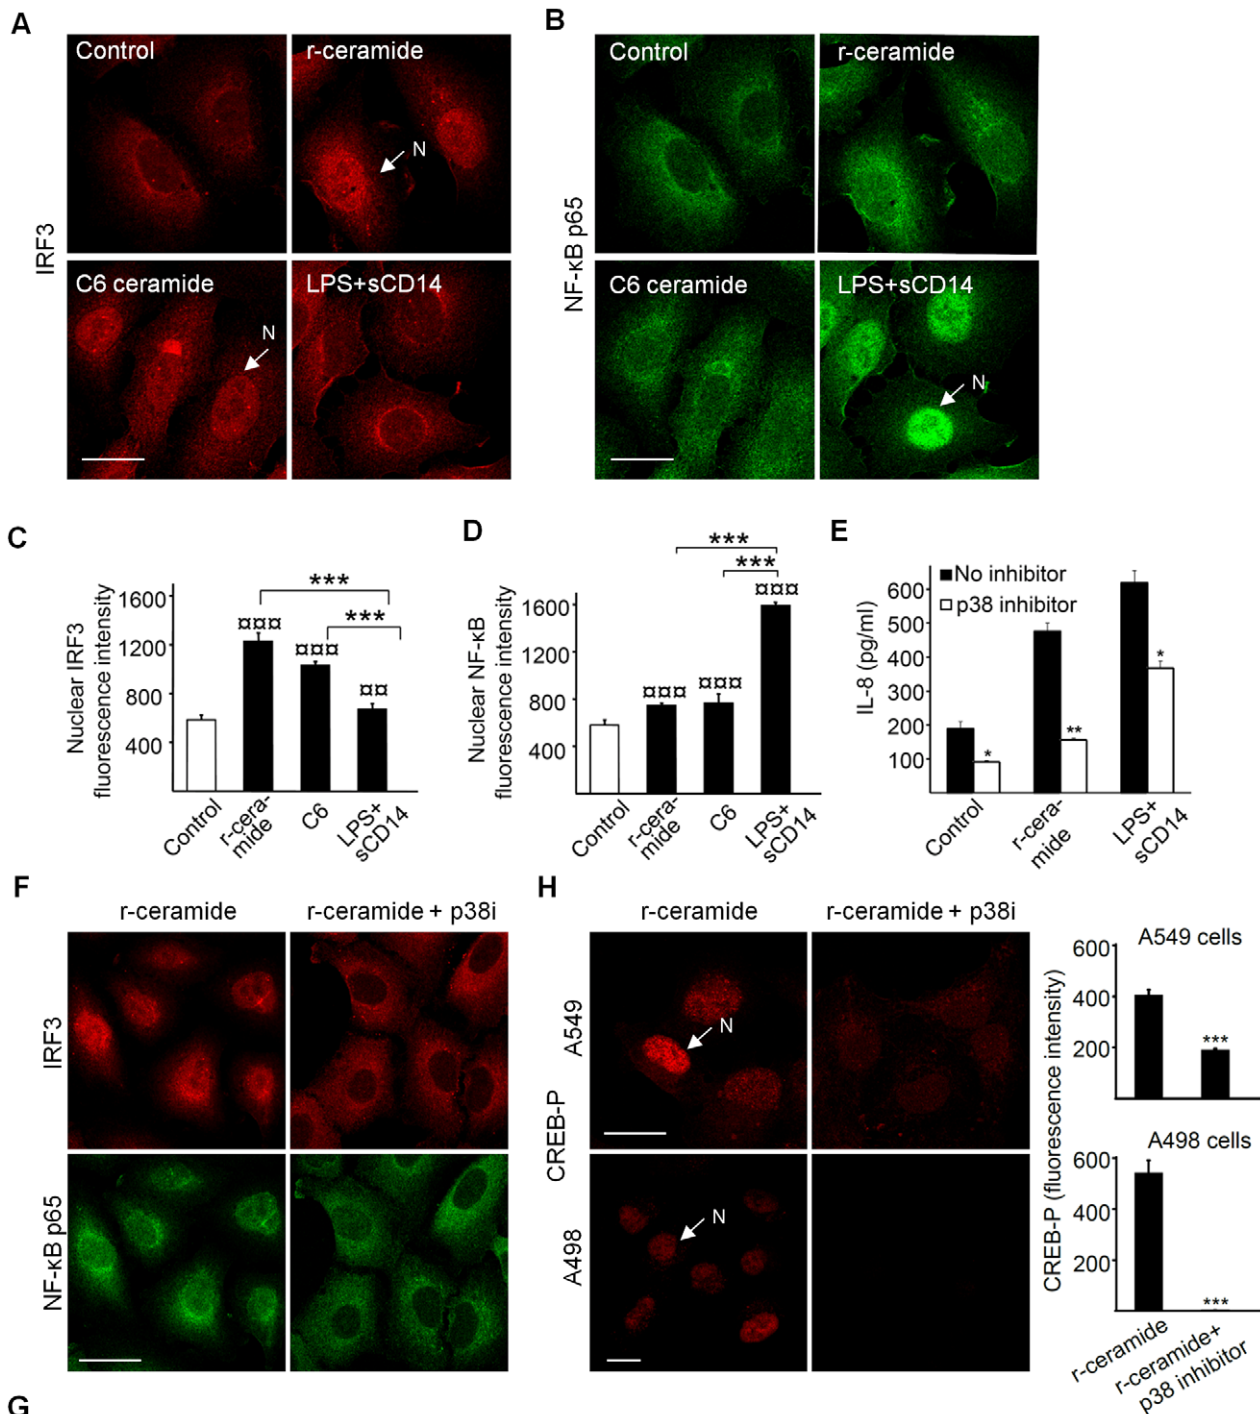 A
B
Control
r-ceramide
Control
r-ceramide
N
IRF3
NF-κB p65
C6 ceramide
LPS+sCD14
C6 ceramide
LPS+sCD14
N
N
C
D
E
Nuclear IRF3
fluorescence intensity
1600
1200
800
400
***
***
¤¤¤
¤¤¤
¤¤
Control
r-cera-
mide
C6
LPS+
sCD14
Nuclear NF-κB
fluorescence intensity
1600
1200
800
400
***
***
¤¤¤
¤¤¤
¤¤¤
Control
r-cera-
mide
C6
LPS+
sCD14
IL-8 (pg/ml)
600
500
400
300
200
100
No inhibitor
p38 inhibitor
*
**
*
Control
r-cera-
mide
LPS+
sCD14
F
r-ceramide
r-ceramide + p38i
IRF3
NF-κB p65
H
r-ceramide
r-ceramide + p38i
CREB-P
A549
A498
N
N
CREB-P (fluorescence intensity)
A549 cells
600
400
200
***
A498 cells
600
400
200
***
r-ceramide
r-ceramide+
p38 inhibitor
G